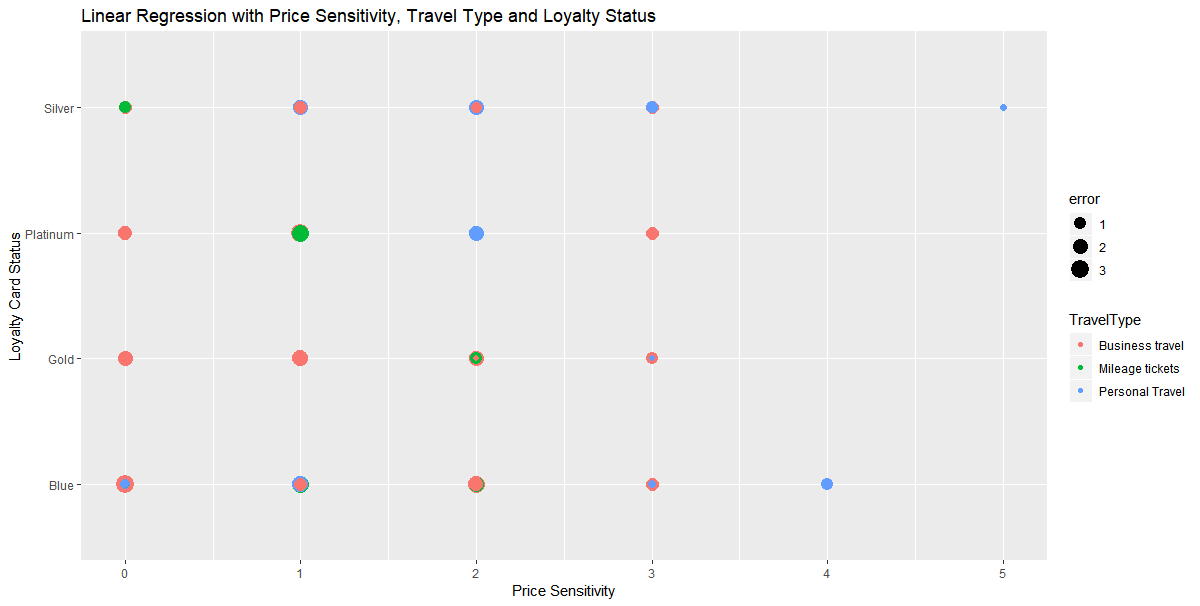 Linear Regression with Price Sensitivity, Travel Type and Loyalty Status
Loyalty Card Status
Silver
Platinum
Gold
Blue
0 1 2 3 4 5
Price Sensitivity
error
1
2
3
TravelType
Business travel
Mileage tickets
Personal Travel